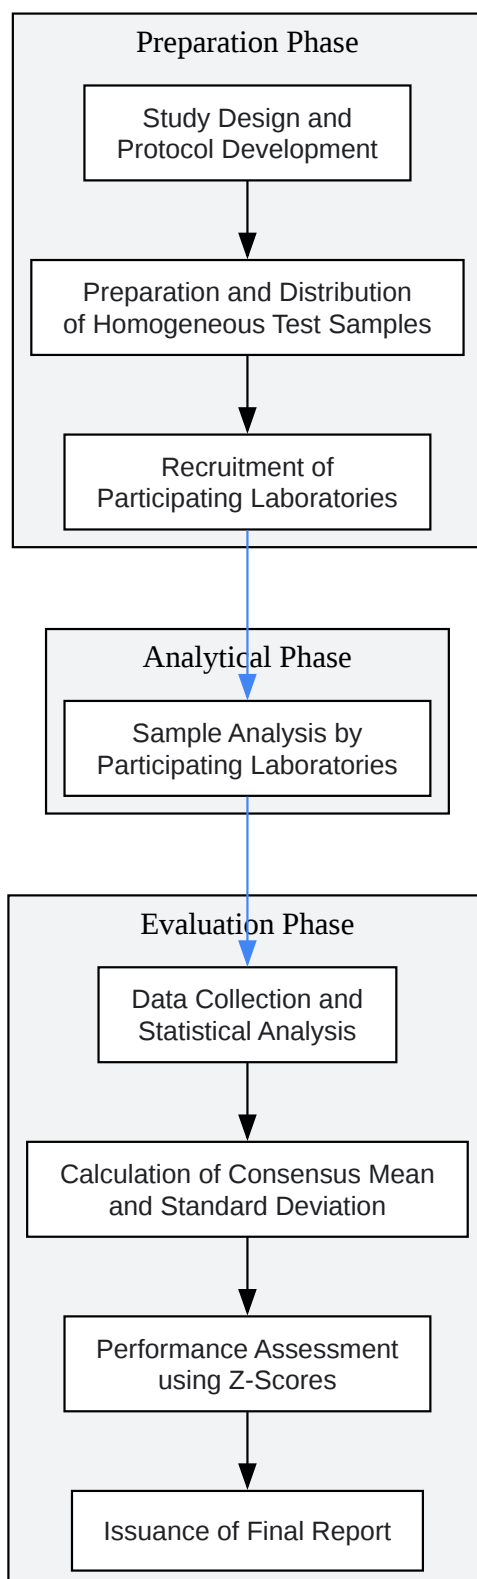 Preparation Phase
Study Design and
Protocol Development
Preparation and Distribution
of Homogeneous Test Samples
Recruitment of
Participating Laboratories
Analytical Phase
Sample Analysis by
Participating Laboratories
Evaluation Phase
Data Collection and
Statistical Analysis
Calculation of Consensus Mean
and Standard Deviation
Performance Assessment
using Z-Scores
Issuance of Final Report